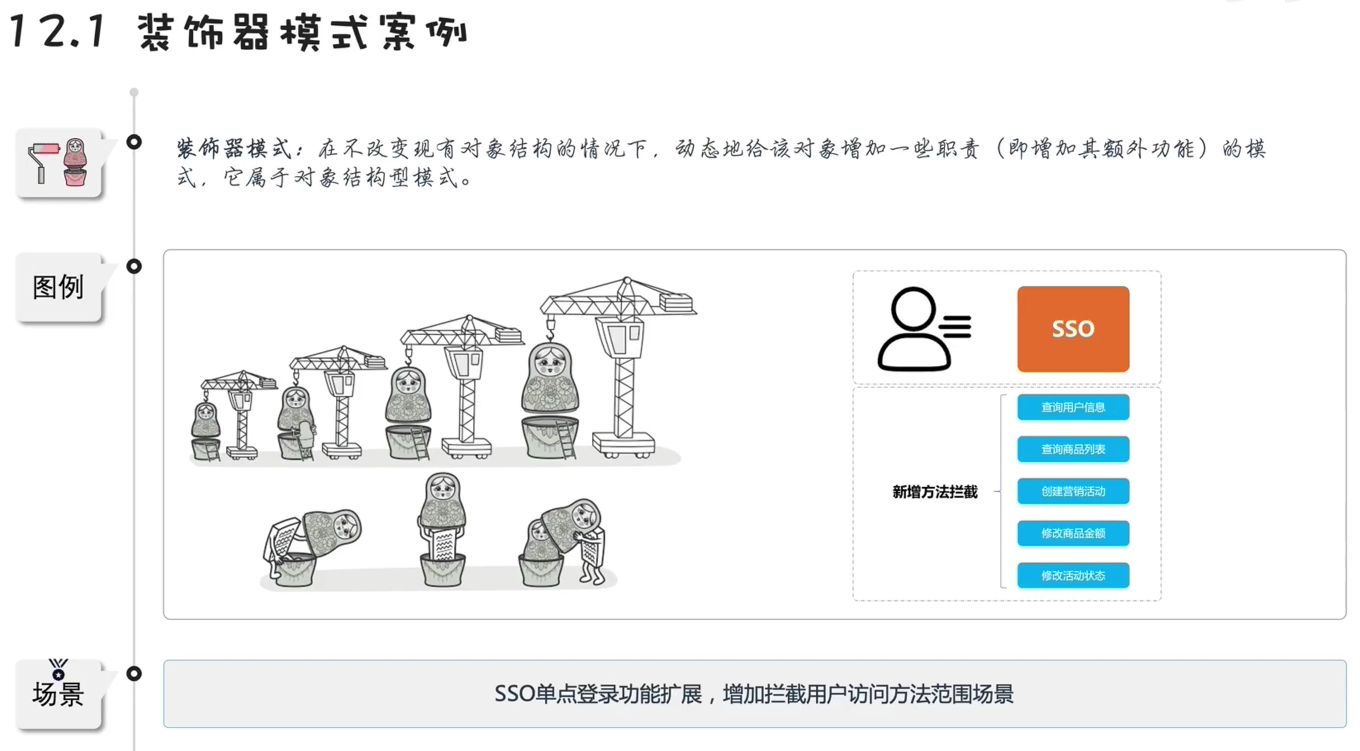 12.1 装饰器模式案例
装饰器模式：在不改变现有对象结构的情况下，动态地给该对象增加一些职责（即增加其额外功能）的模
式，它属于对象结构型模式。
图例
SSO
新增方法拦截
查询用户信息
查询商品列表
创建营销活动
修改商品金额
修改活动状态
场景
SSO单点登录功能扩展，增加拦截用户访问方法范围场景